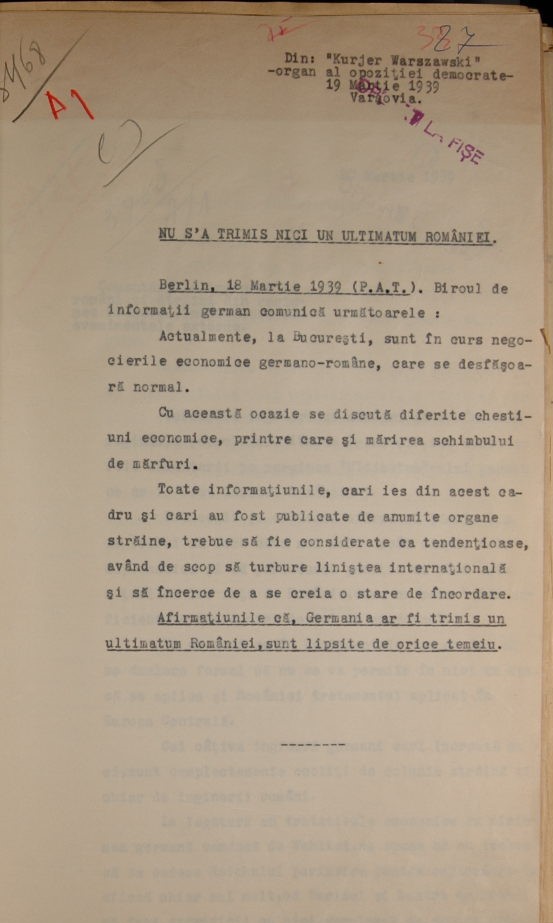 27
Din: "Kurjer Warszawski"
-organ al opoziţiei democrate-
19 Martie 1939
Varşovia.
LA FIŞE
A1
NU S'A TRIMIS NICI UN ULTIMATUM ROMÂNIEI.
Berlin, 18 Martie 1939 (P.A.T.). Biroul de
informaţii german comunică următoarele :
Actualmente, la Bucureşti, sunt în curs nego-
cierile economice germano-române, care se desfăşoa-
ră normal.
Cu această ocazie se discută diferite chesti-
uni economice, printre care şi mărirea schimbului
de mărfuri.
Toate informaţiunile, cari ies din acest ca-
dru şi cari au fost publicate de anumite organe
străine, trebue să fie considerate ca tendenţioase,
având de scop să turbure liniştea internaţională
şi să încerce de a se creia o stare de încordare.
Afirmaţiunile că, Germania ar fi trimis un
ultimatum României,sunt lipsite de orice temeiu.
--------